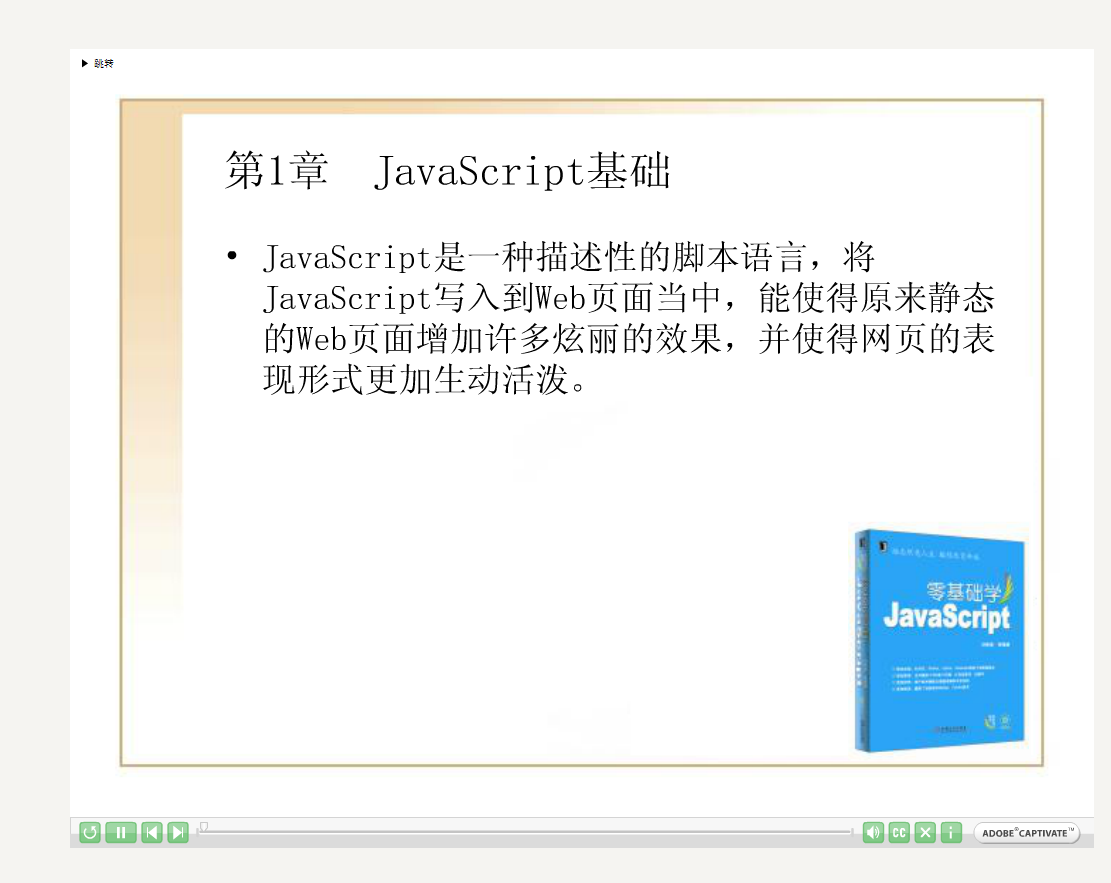 跳转
第1章 JavaScript基础
• JavaScript是一种描述性的脚本语言，将
JavaScript写入到Web页面当中，能使得原来静态
的Web页面增加许多炫丽的效果，并使得网页的表
现形式更加生动活泼。
零基础学
JavaScript
CC
i
ADOBE® CAPTIVATE™